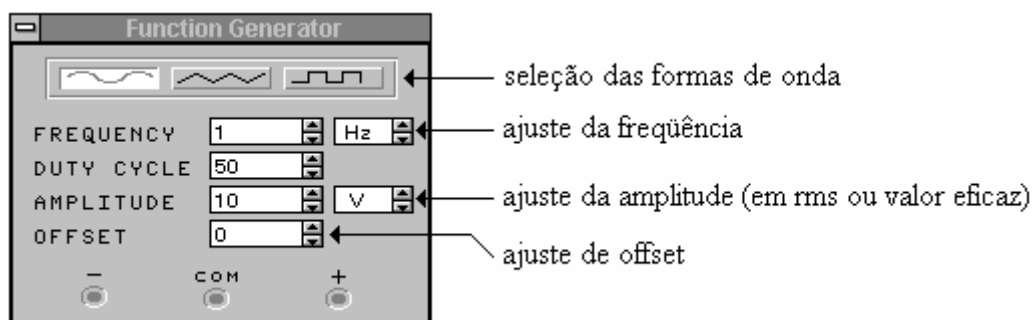 Function Generator
seleção das formas de onda
FREQUENCY 1 Hz
ajuste da freqüência
DUTY CYCLE 50
AMPLITUDE 10 V
ajuste da amplitude (em rms ou valor eficaz)
OFFSET 0
ajuste de offset
− COM +